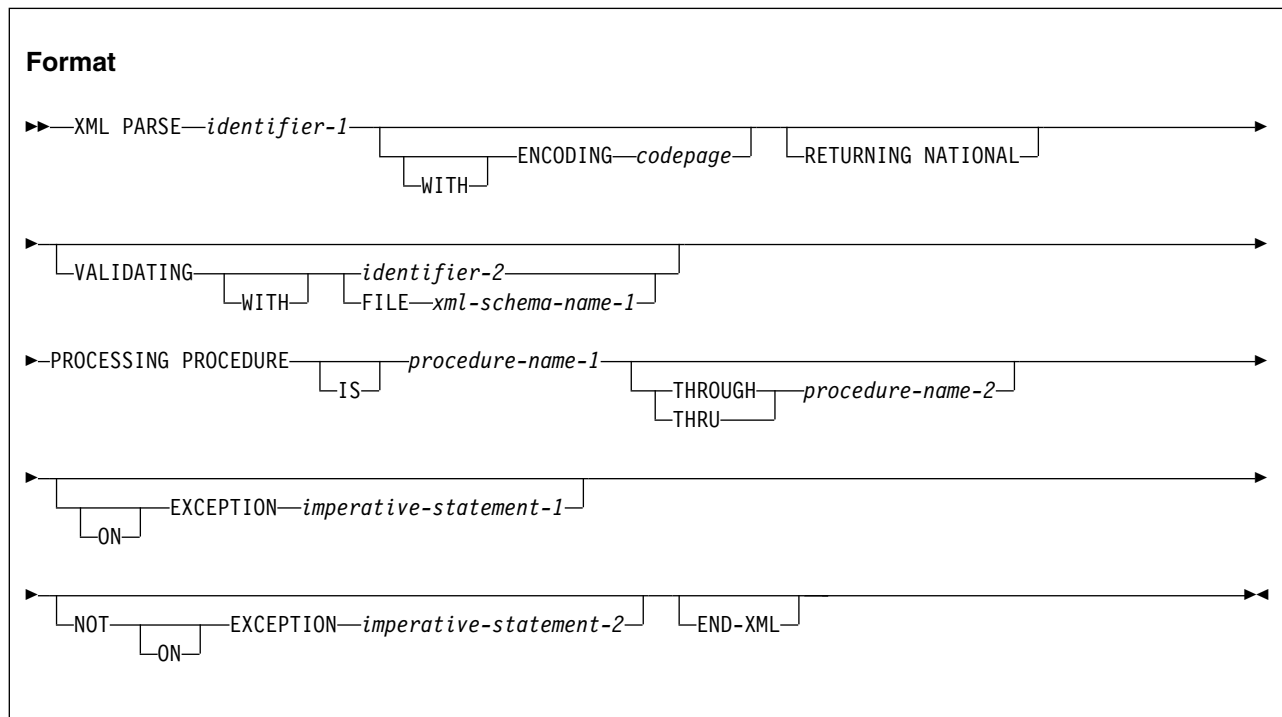 Format
XML PARSE identifier-1 ENCODING codepage RETURNING NATIONAL
WITH
VALIDATING identifier-2
WITH FILE xml-schema-name-1
PROCESSING PROCEDURE procedure-name-1
IS THROUGH procedure-name-2
THRU
EXCEPTION imperative-statement-1
ON
NOT EXCEPTION imperative-statement-2 END-XML
ON